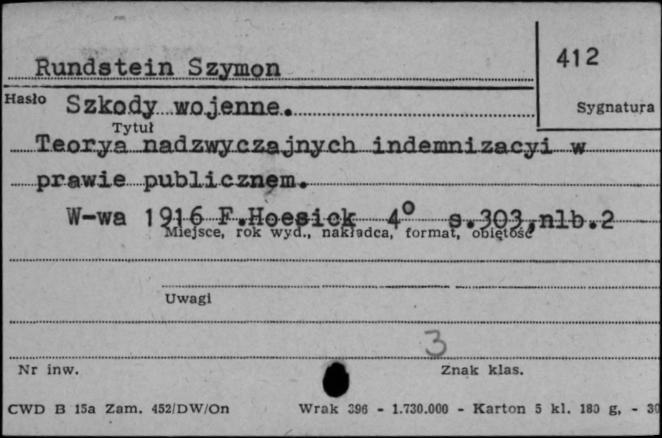 Rundstein Szymon
412
Hasło Szkody wojenne. Sygnatura
Tytuł
Teorya nadzwyczajnych indemnizacyi w
prawie publicznem.
W-wa 1916 F.Hoesick 4° s.303,nlb.2
Miejsce, rok wyd., nakładca, format, objętość
Uwagi
3
Nr inw. Znak klas.
CWD B 15a Zam. 452/DW/On Wrak 396 - 1.730.000 - Karton 5 kl. 180 g, - 30